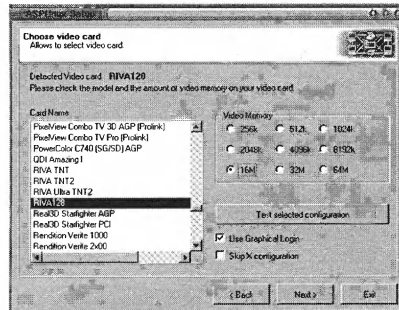 ASPLinux Setup
Choose video card
Allows to select video card
Detected Video card: RIVA128
Please check the model and the amount of video memory on your video card
Card Name
PixelView Combo TV 3D AGP (Prolink)
PixelView Combo TV Pro (Prolink)
PowerColor C740 (SG/SD) AGP
QDI Amazing I
RIVA TNT
RIVA TNT2
RIVA Ultra TNT2
RIVA128
Real3D Starfighter AGP
Real3D Starfighter PCI
Rendition Verite 1000
Rendition Verite 2x00
Video Memory
256k 512k 1024k
2048k 4096k 8192k
16M 32M 64M
Test selected configuration
Use Graphical Login
Skip X configuration
< Back Next > Exit